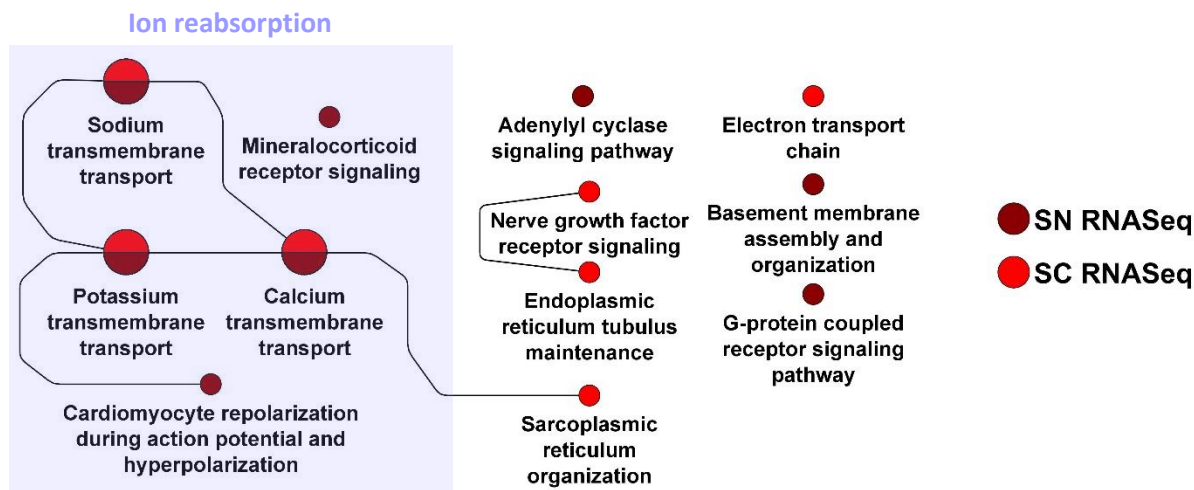 Ion reabsorption
Sodium
transmembrane
transport
Mineralocorticoid
receptor signaling
Potassium
transmembrane
transport
Calcium
transmembrane
transport
Cardiomyocyte repolarization
during action potential and
hyperpolarization
Adenylyl cyclase
signaling pathway
Nerve growth factor
receptor signaling
Endoplasmic
reticulum tubulus
maintenance
Sarcoplasmic
reticulum
organization
Electron transport
chain
Basement membrane
assembly and
organization
G-protein coupled
receptor signaling
pathway
SN RNASeq
SC RNASeq